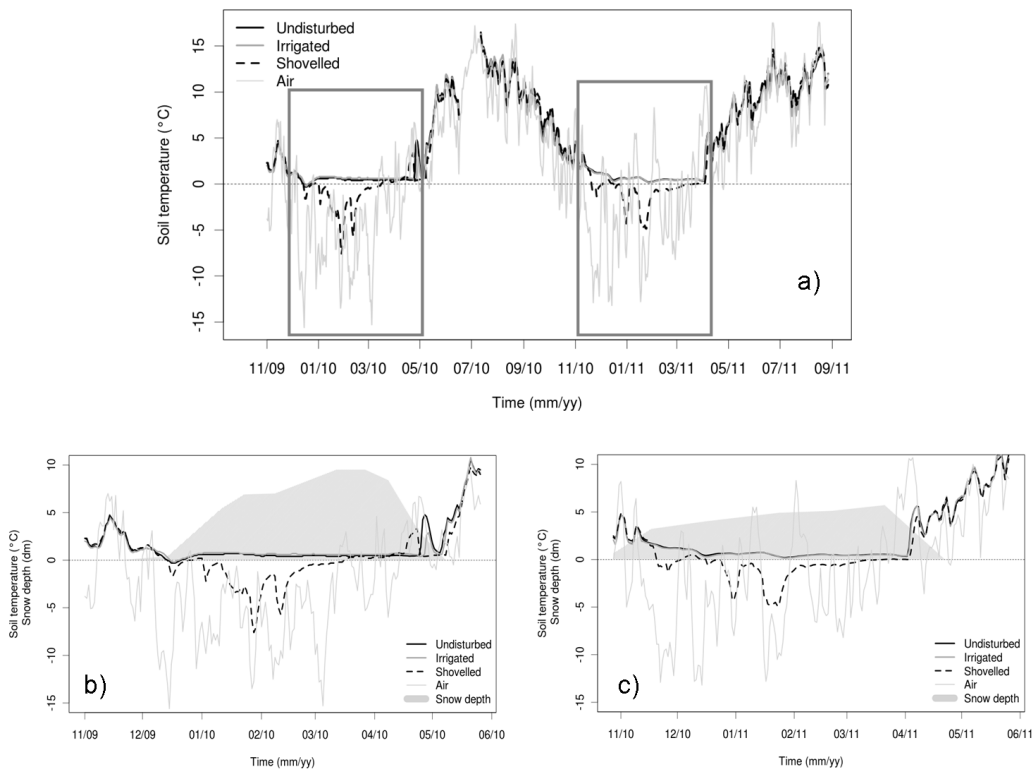 Undisturbed
Irrigated
Shovelled
Air
15
10
5
0
-5
-10
-15
Soil temperature (°C)
a)
11/09 01/10 03/10 05/10 07/10 09/10 11/10 01/11 03/11 05/11 07/11 09/11
Time (mm/yy)
10
5
0
-5
-10
-15
Soil temperature (°C)
Snow depth (dm)
Undisturbed
Irrigated
Shovelled
Air
Snow depth
b)
11/09 12/09 01/10 02/10 04/10 05/10 06/10
Time (mm/yy)
10
5
0
-5
-10
-15
Soil temperature (°C)
Snow depth (dm)
Undisturbed
Irrigated
Shovelled
Air
Snow depth
c)
11/10 12/10 01/11 02/11 04/11 05/11 06/11
Time (mm/yy)